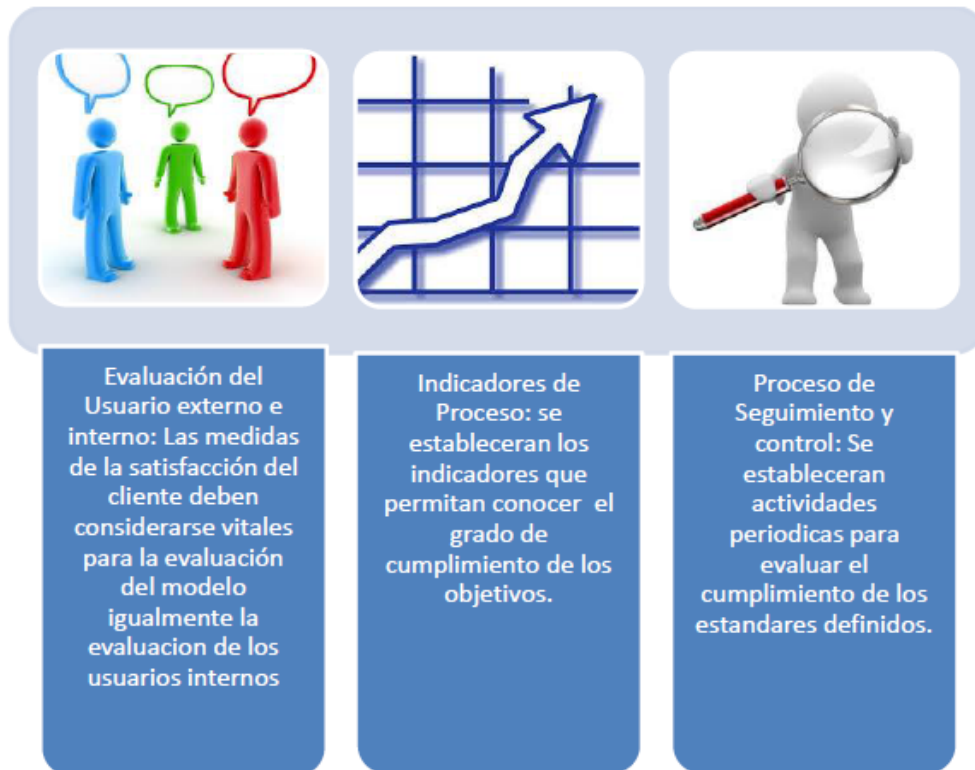 Evaluación del
Usuario externo e
interno: Las medidas
de la satisfacción del
cliente deben
considerarse vitales
para la evaluación
del modelo
igualmente la
evaluacion de los
usuarios internos
Indicadores de
Proceso: se
estableceran los
indicadores que
permitan conocer el
grado de
cumplimiento de los
objetivos.
Proceso de
Seguimiento y
control: Se
estableceran
actividades
periodicas para
evaluar el
cumplimiento de los
estandares definidos.